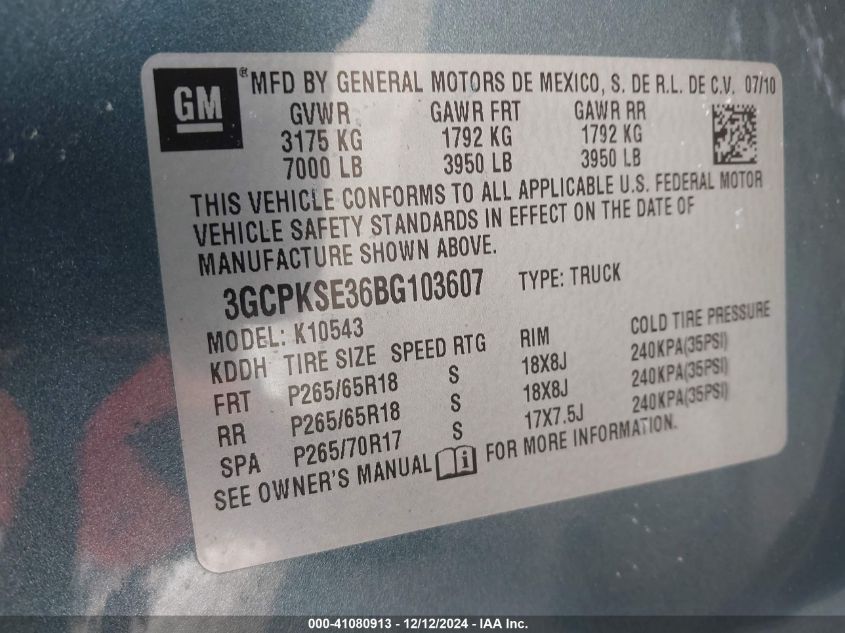 GM ® MFD BY GENERAL MOTORS DE MEXICO, S. DE R.L. DE C.V. 07/10
GVWR GAWR FRT GAWR RR
3175 KG 1792 KG 1792 KG
7000 LB 3950 LB 3950 LB
THIS VEHICLE CONFORMS TO ALL APPLICABLE U.S. FEDERAL MOTOR
VEHICLE SAFETY STANDARDS IN EFFECT ON THE DATE OF
MANUFACTURE SHOWN ABOVE.
3GCPKSE36BG103607 TYPE: TRUCK
MODEL: K10543
KDDH TIRE SIZE SPEED RTG RIM COLD TIRE PRESSURE
FRT P265/65R18 S 18X8J 240KPA(35PSI)
RR P265/65R18 S 18X8J 240KPA(35PSI)
SPA P265/70R17 S 17X7.5J 240KPA(35PSI)
SEE OWNER'S MANUAL i FOR MORE INFORMATION.
000-41080913 - 12/12/2024 - IAA Inc.